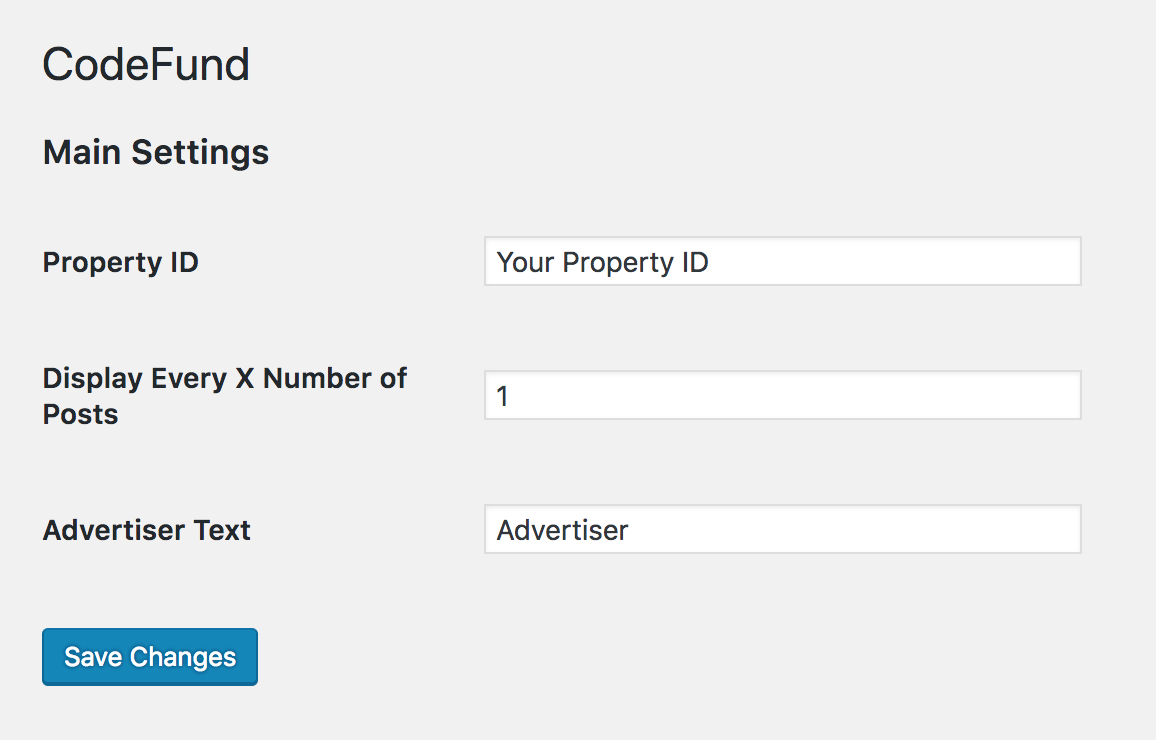 CodeFund
Main Settings
Property ID
Your Property ID
Display Every X Number of
Posts
1
Advertiser Text
Advertiser
Save Changes